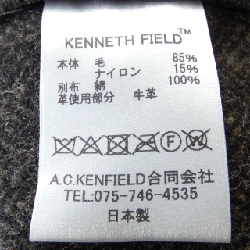 KENNETH FIELD™
本体 毛 85%
ナイロン 15%
別布 綿 100%
革使用部分 牛革
A.C.KENFIELD合同会社
TEL:075-746-4535
日本製